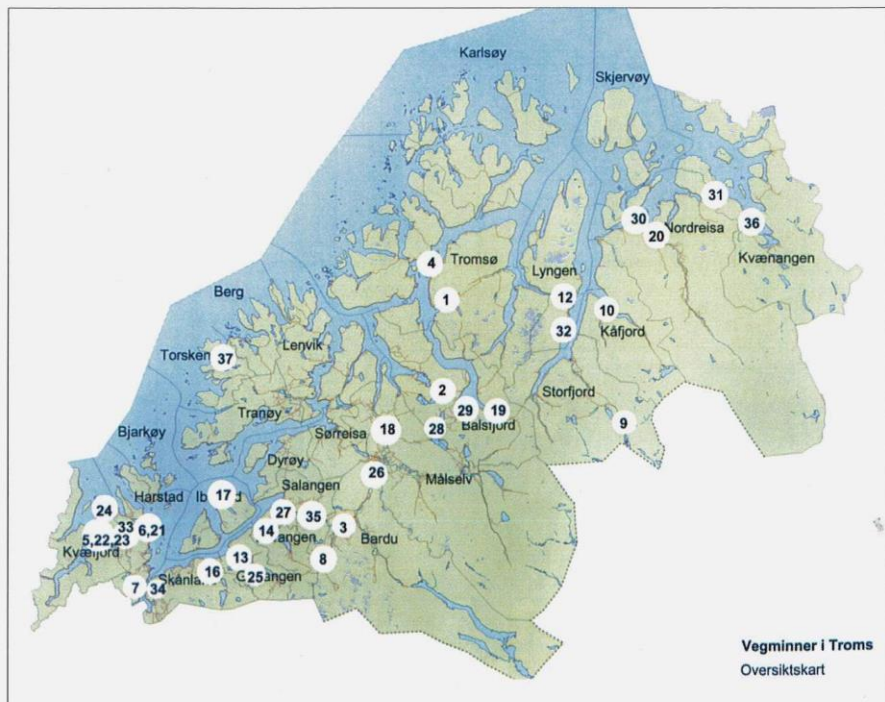 Karlsøy
Skjervøy
31
30
36
Nordreisa
20
4
Tromsø
Kvænangen
Lyngen
Berg
12
1
10
Kåfjord
32
Lenvik
Torsken
37
2
Storfjord
Tranøy
29
19
Balsfjord
9
Bjarkøy
18
Sørreisa
28
Dyrøy
26
Målselv
Salangen
Harstad
17
24
27
35
33
6,21
3
14
Bardu
5,22,23
Kvæfjord
13
8
16
25
7
34
Vegminner i Troms
Oversiktskart